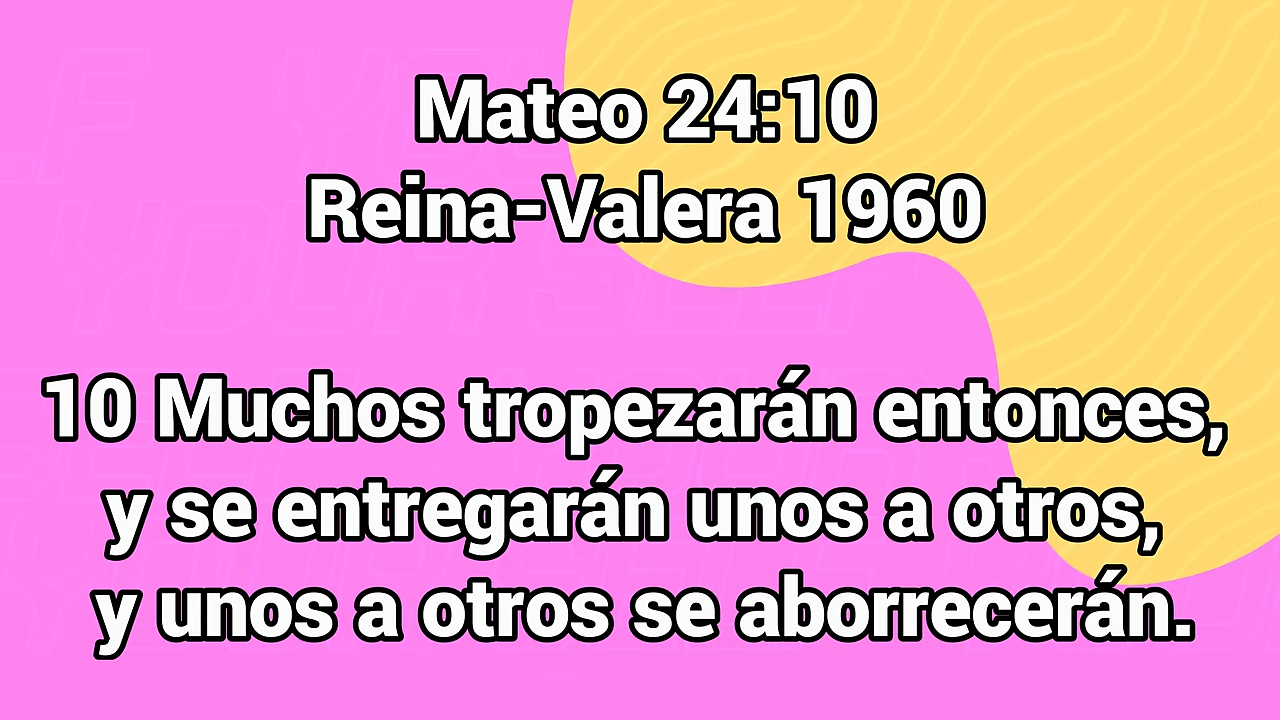 Mateo 24:10
Reina-Valera 1960
10 Muchos tropezarán entonces,
y se entregarán unos a otros,
y unos a otros se aborrecerán.